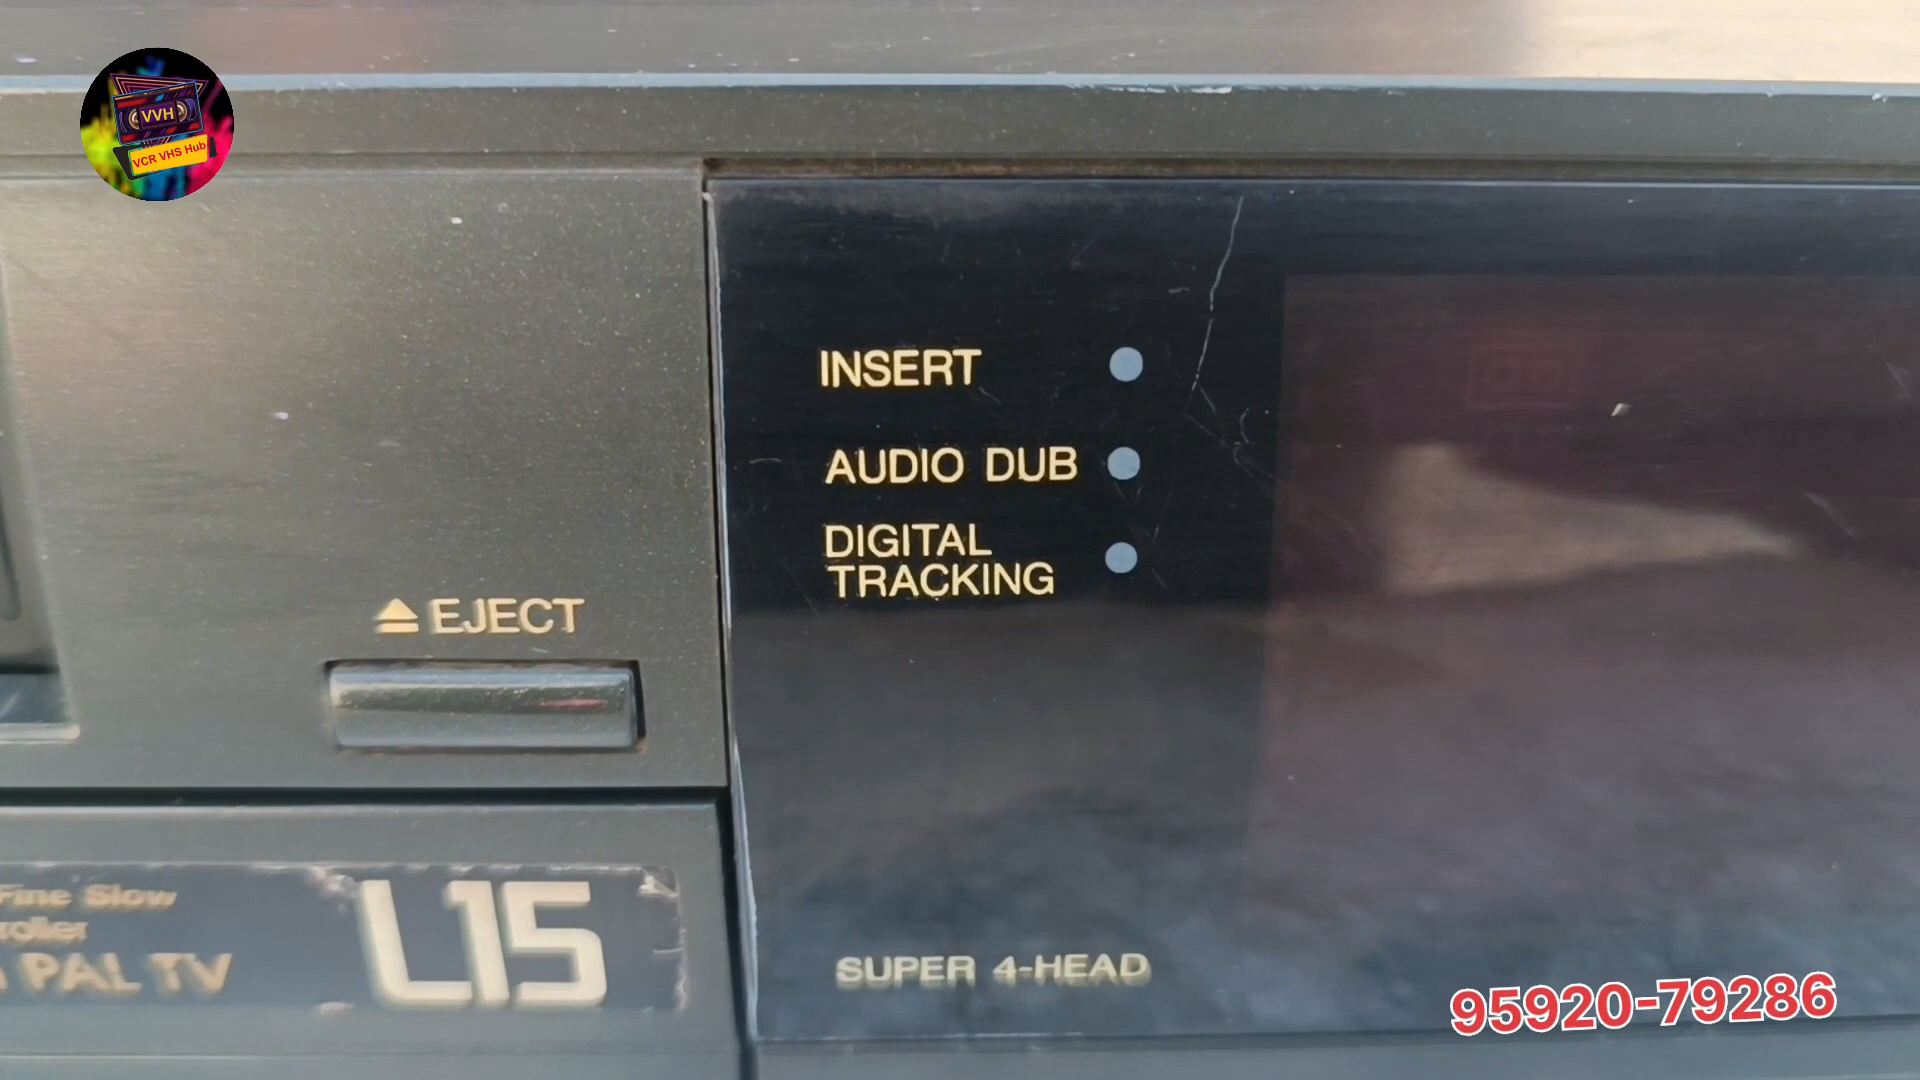 VVH
VCR VHS Hub
INSERT
AUDIO DUB
DIGITAL
TRACKING
EJECT
Fine Slow
L15
PAL TV
SUPER 4-HEAD
95920-79286